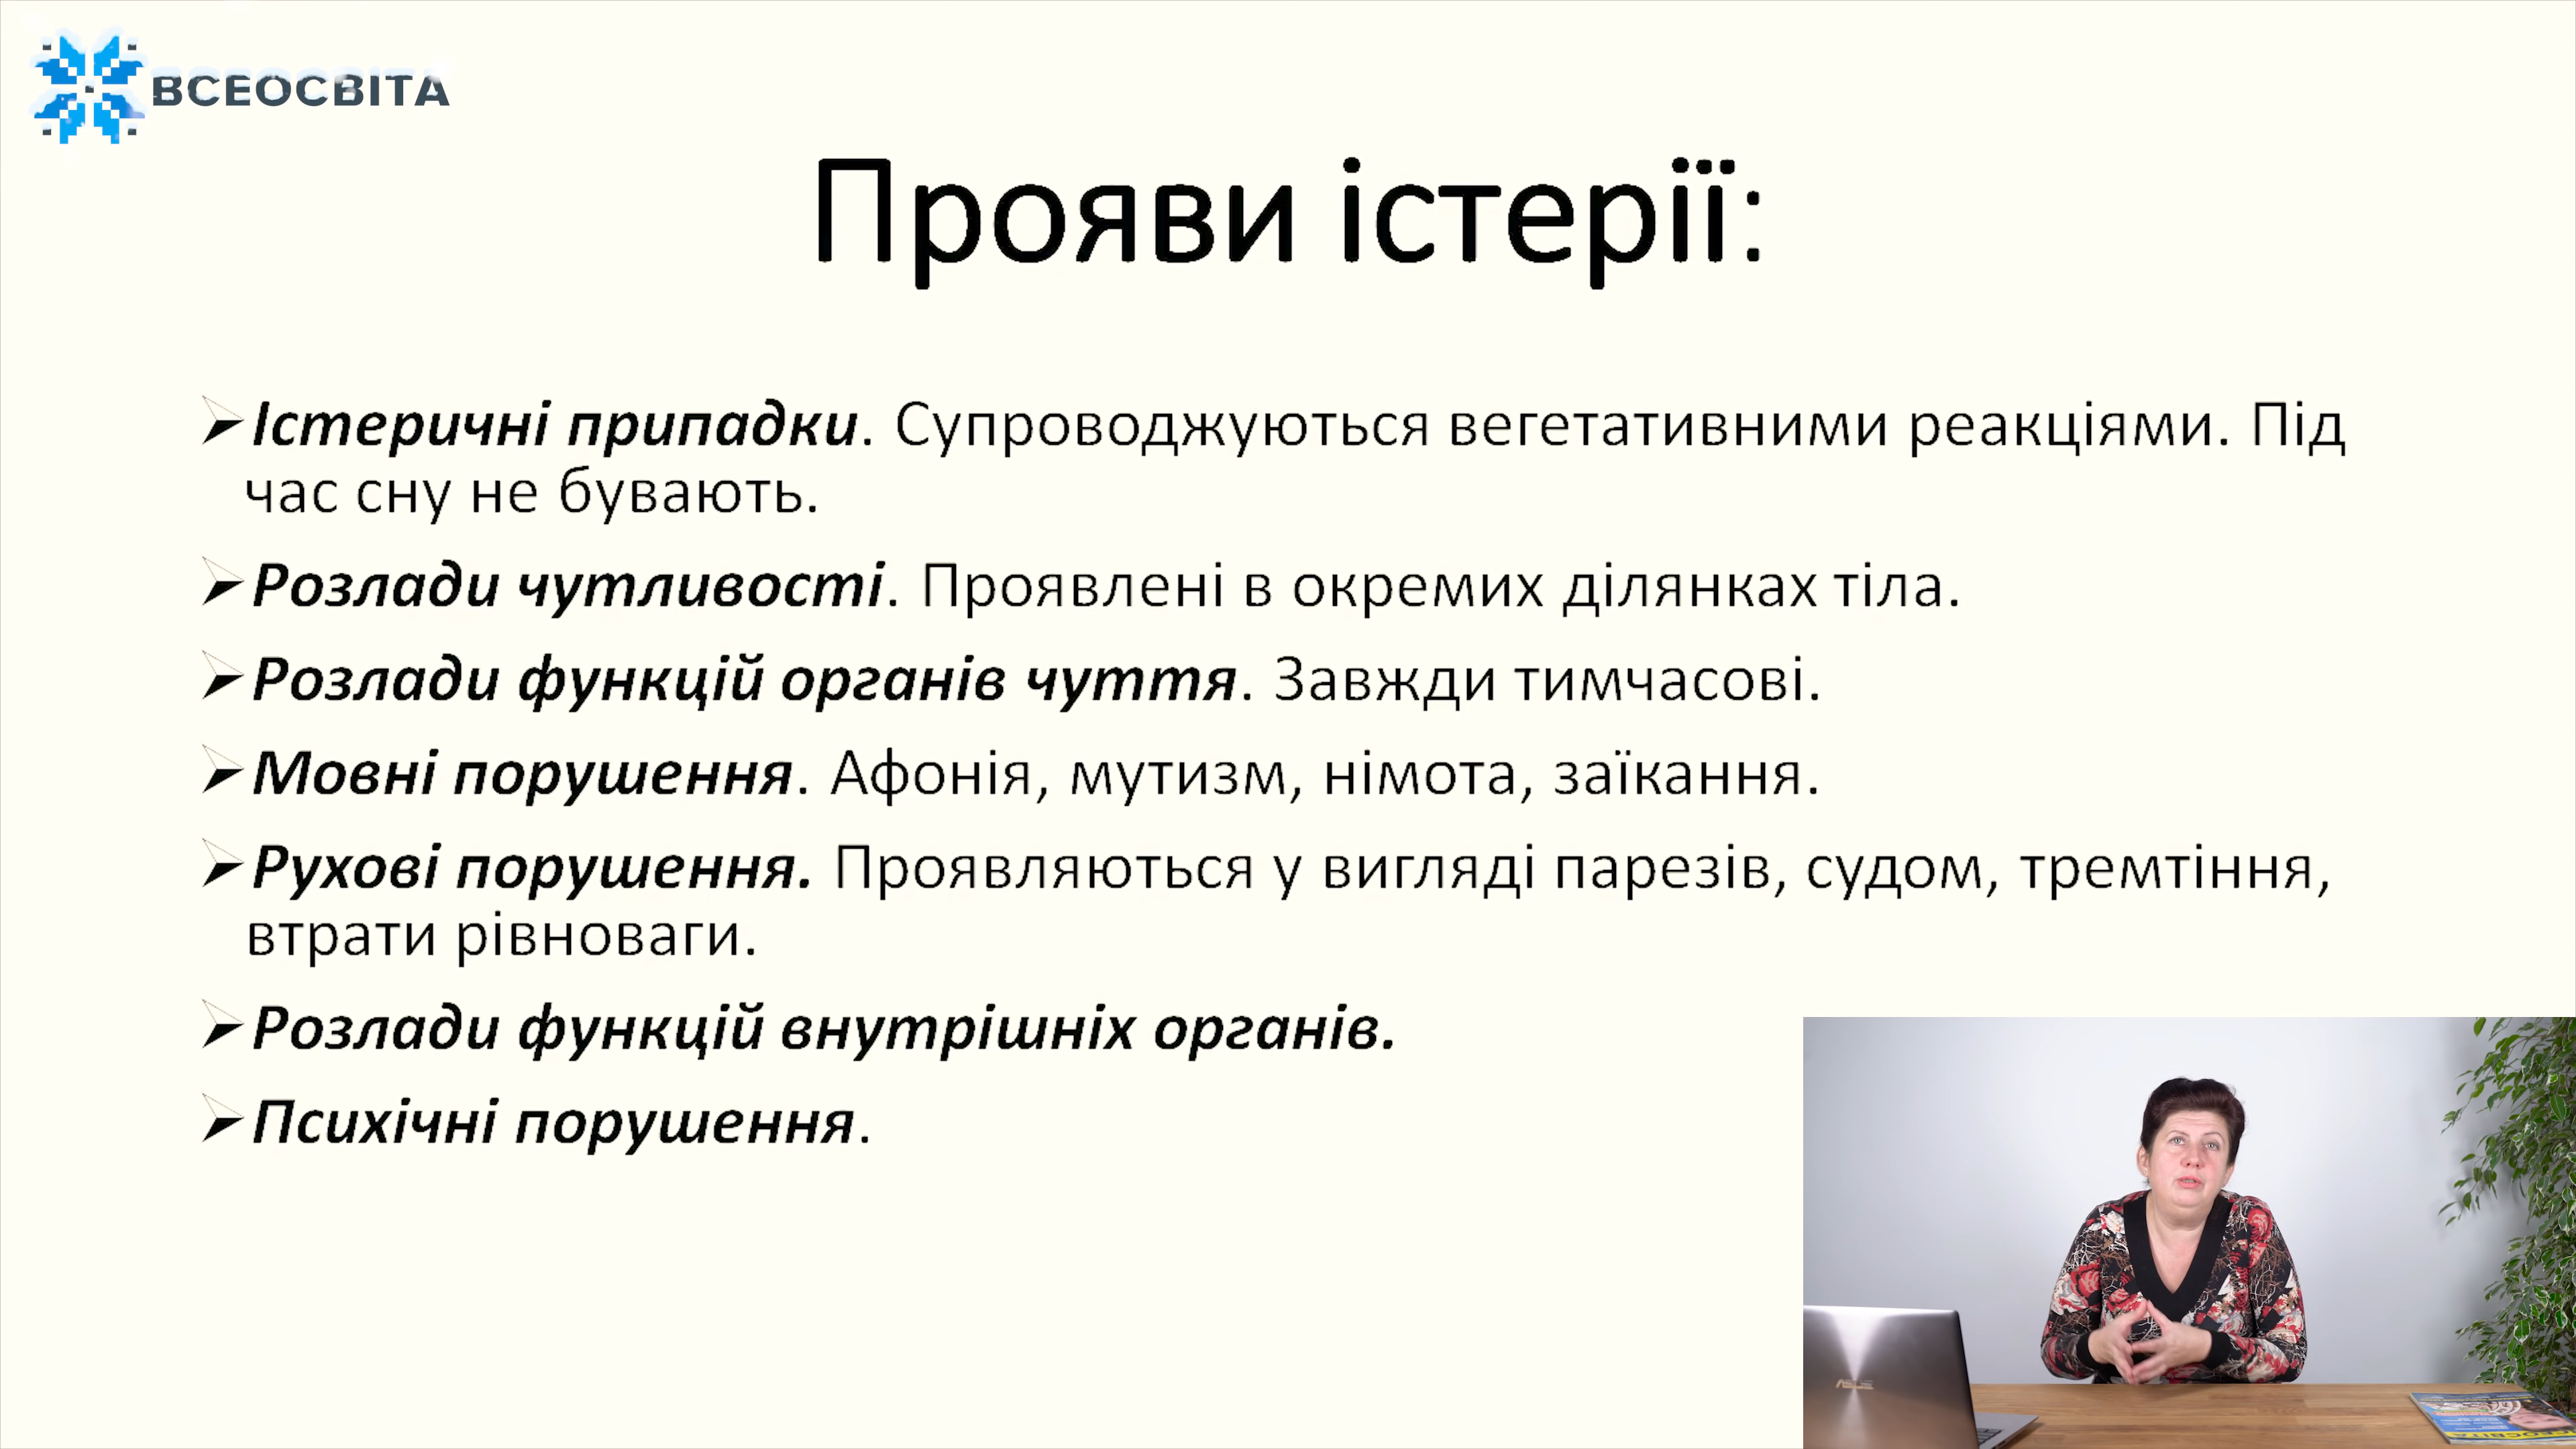 ВСЕОСВІТА
Прояви істерії:
Істеричні припадки. Супроводжуються вегетативними реакціями. Під
час сну не бувають.
Розлади чутливості. Проявлені в окремих ділянках тіла.
Розлади функцій органів чуття. Завжди тимчасові.
Мовні порушення. Афонія, мутизм, німота, заїкання.
Рухові порушення. Проявляються у вигляді парезів, судом, тремтіння,
втрати рівноваги.
Розлади функцій внутрішніх органів.
Психічні порушення.
ASUS